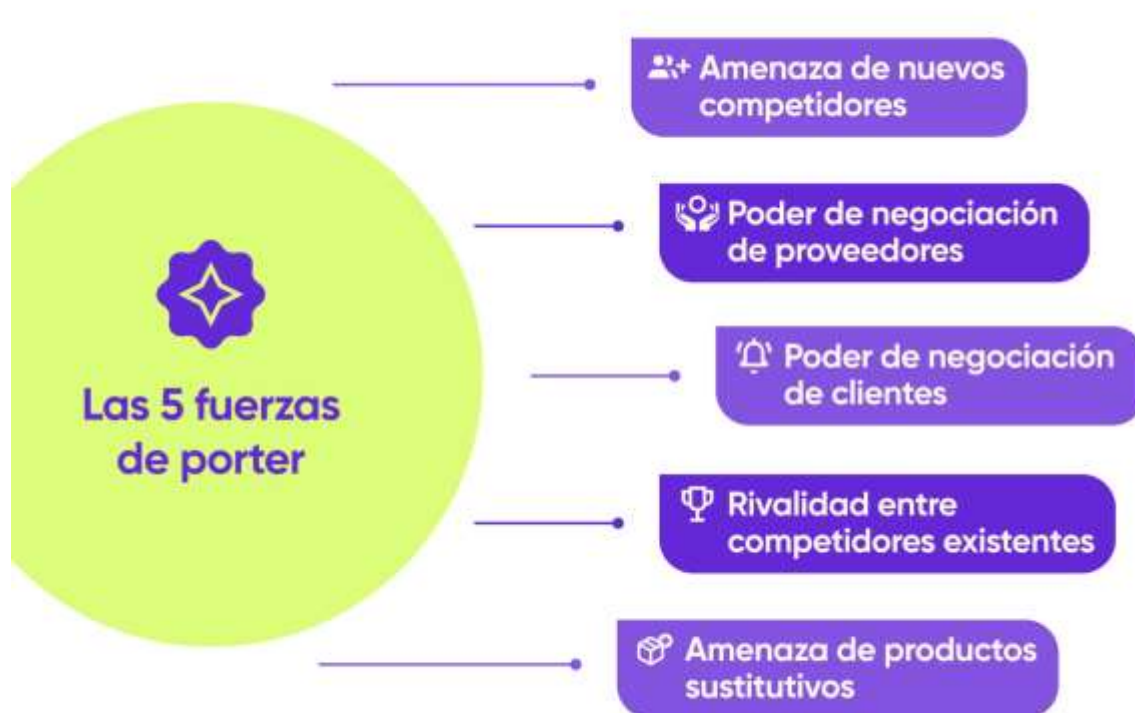 Amenaza de nuevos
competidores
Poder de negociación
de proveedores
Poder de negociación
de clientes
Las 5 fuerzas
de porter
Rivalidad entre
competidores existentes
Amenaza de productos
sustitutivos